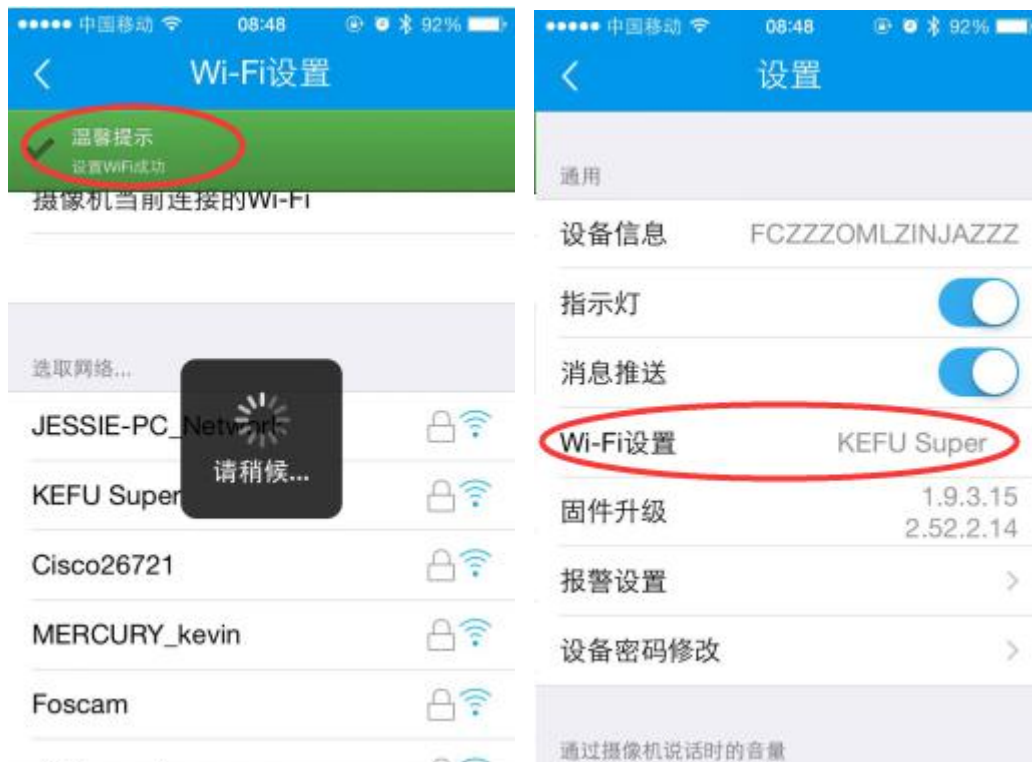 中国移动 08:48 92%
Wi-Fi设置
温馨提示
设置WiFi成功
摄像机当前连接的Wi-Fi
选取网络...
JESSIE-PC_Network
请稍候...
KEFU Super
Cisco26721
MERCURY_kevin
Foscam
中国移动 08:48 92%
设置
通用
设备信息 FCZZZOMLZINJAZZZ
指示灯
消息推送
Wi-Fi设置 KEFU Super
固件升级 1.9.3.15
2.52.2.14
报警设置
设备密码修改
通过摄像机说话时的音量